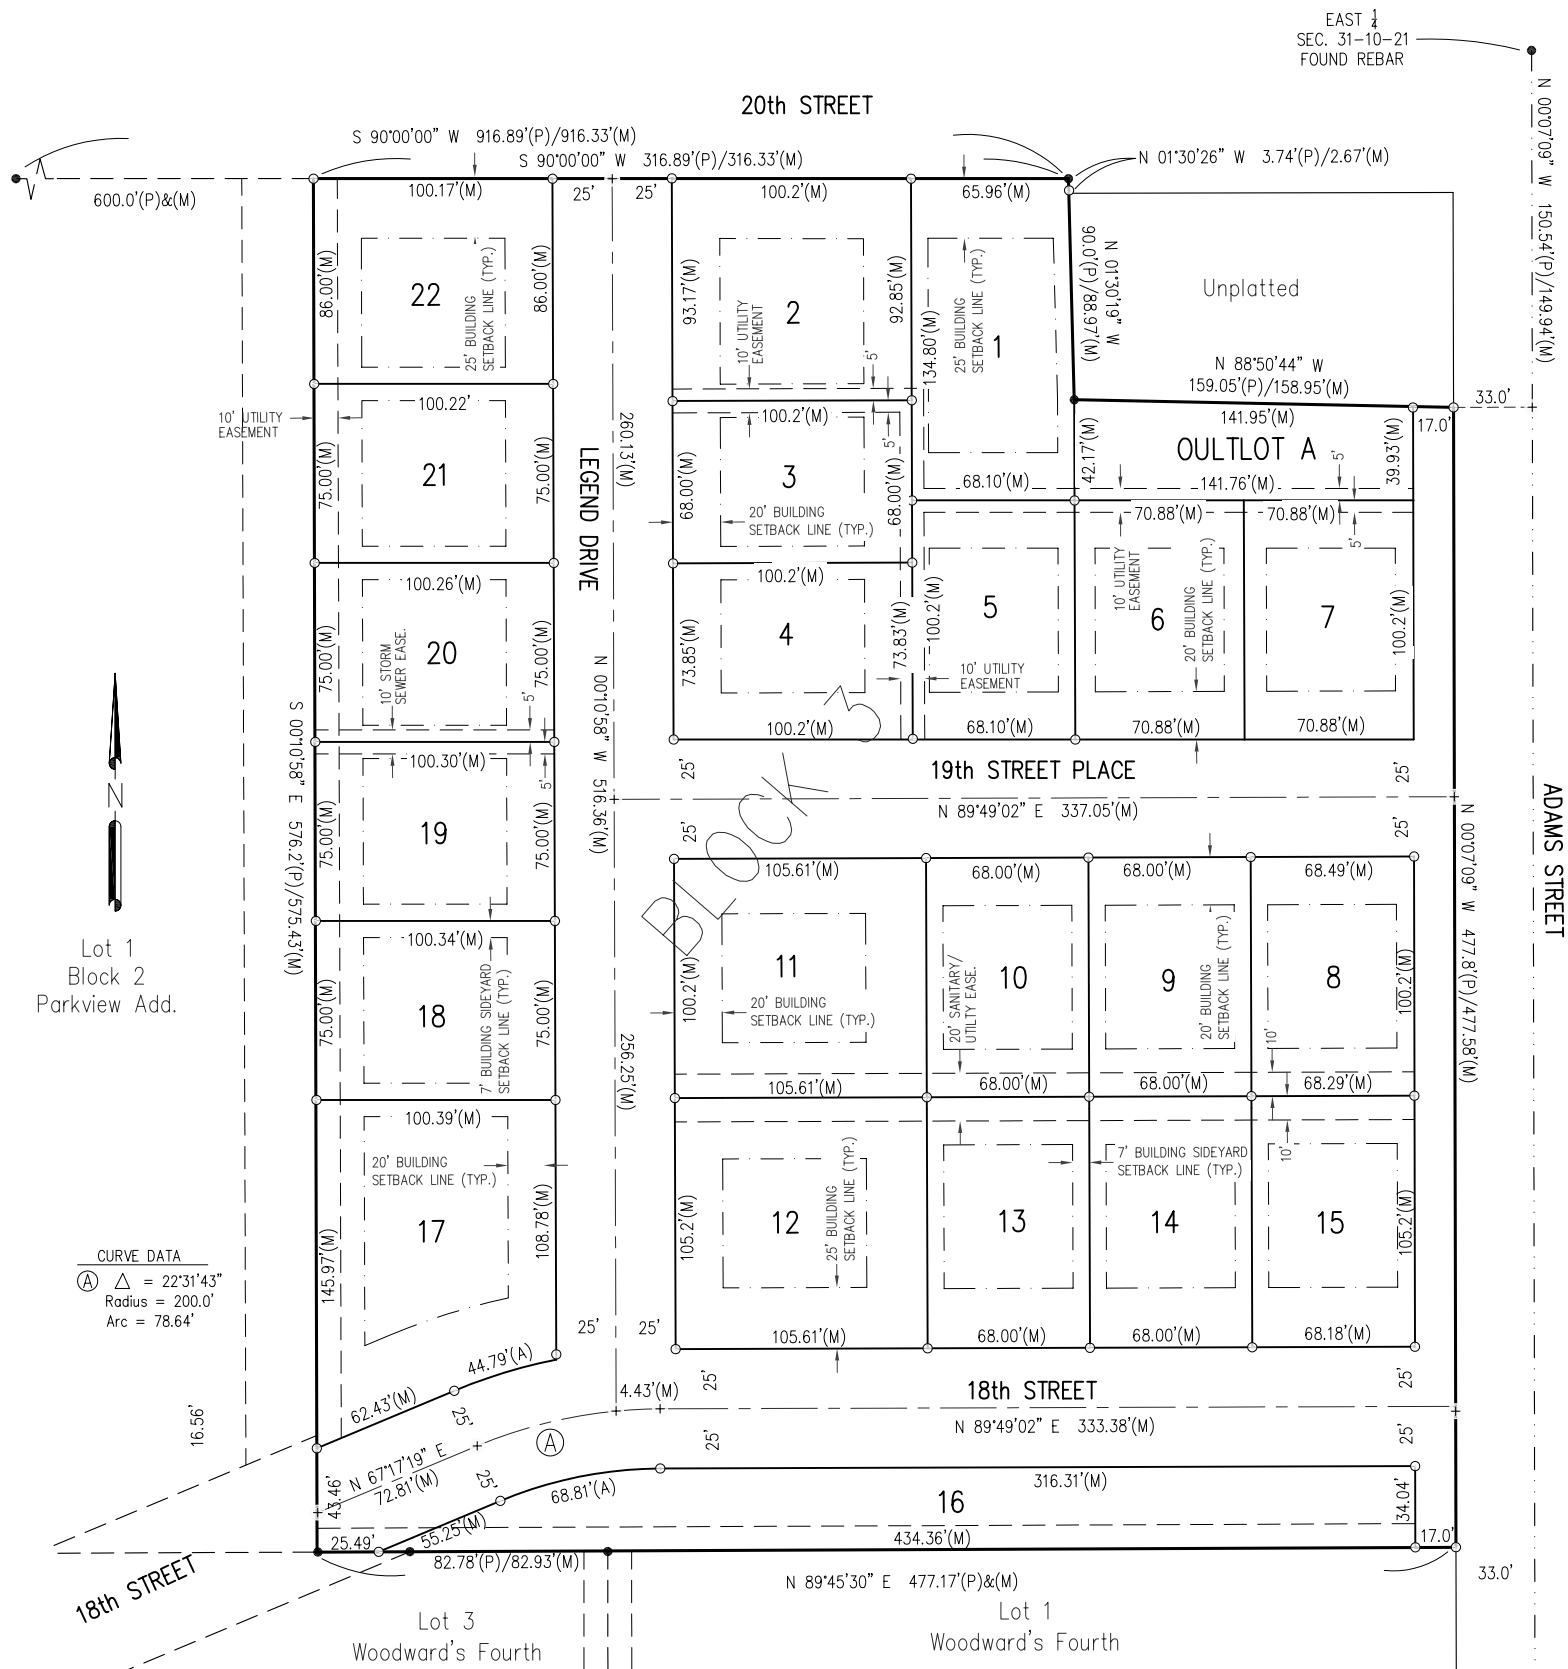 EAST 1/4
SEC. 31-10-21
FOUND REBAR
20th STREET
S 90°00'00" W 916.89'(P)/916.33'(M)
S 90°00'00" W 316.89'(P)/316.33'(M)
N 01°30'26" W 3.74'(P)/2.67'(M)
N 00°07'09" W 150.54'(P)/149.94'(M)
600.0'(P)&(M)
100.17'(M)
25'
25'
100.2'(M)
65.96'(M)
86.00'(M)
22
25' BUILDING
SETBACK LINE (TYP.)
86.00'(M)
93.17'(M)
2
10' UTILITY
EASEMENT
92.85'(M)
134.80'(M)
25' BUILDING
SETBACK LINE (TYP.)
1
N 01°30'19" W
90.0'(P)/88.97'(M)
Unplatted
N 88°50'44" W
159.05'(P)/158.95'(M)
33.0'
141.95'(M)
17.0'
10' UTILITY
EASEMENT
100.22'
260.13'(M)
100.2'(M)
5'
5'
75.00'(M)
21
75.00'(M)
LEGEND DRIVE
68.00'(M)
3
20' BUILDING
SETBACK LINE (TYP.)
68.00'(M)
68.10'(M)
42.17'(M)
OULTLOT A
5'
39.93'(M)
141.76'(M)
70.88'(M)
70.88'(M)
5'
100.26'(M)
100.2'(M)
75.00'(M)
10' STORM
SEWER EASE.
20
75.00'(M)
5'
N 00°10'58" W 516.36'(M)
73.85'(M)
4
73.83'(M)
100.2'(M)
5
10' UTILITY
EASEMENT
10' UTILITY
EASEMENT
6
20' BUILDING
SETBACK LINE (TYP.)
7
100.2'(M)
S 00°10'58" E 576.2'(P)/575.43'(M)
100.2'(M)
68.10'(M)
70.88'(M)
70.88'(M)
N
BLOCK 3
100.30'(M)
5'
25'
19th STREET PLACE
25'
N 89°49'02" E 337.05'(M)
75.00'(M)
19
75.00'(M)
25'
25'
N 00°07'09" W 477.8'(P)/477.58'(M)
ADAMS STREET
105.61'(M)
68.00'(M)
68.00'(M)
68.49'(M)
Lot 1
Block 2
Parkview Add.
100.34'(M)
75.00'(M)
18
7' BUILDING SIDEYARD
SETBACK LINE (TYP.)
75.00'(M)
256.25'(M)
100.2'(M)
11
20' BUILDING
SETBACK LINE (TYP.)
20' SANITARY/
UTILTY EASE.
10
9
20' BUILDING
SETBACK LINE (TYP.)
10'
8
100.2'(M)
105.61'(M)
68.00'(M)
68.00'(M)
68.29'(M)
100.39'(M)
20' BUILDING
SETBACK LINE (TYP.)
7' BUILDING SIDEYARD
SETBACK LINE (TYP.)
10'
145.97'(M)
17
108.78'(M)
105.2'(M)
12
25' BUILDING
SETBACK LINE (TYP.)
13
14
15
105.2'(M)
CURVE DATA
A △ = 22°31'43"
Radius = 200.0'
Arc = 78.64'
25'
25'
105.61'(M)
68.00'(M)
68.00'(M)
68.18'(M)
44.79'(A)
25'
18th STREET
25'
4.43'(M)
62.43'(M)
25'
16.56'
N 89°49'02" E 333.38'(M)
A
25'
25'
N 67°17'19" E
72.81'(M)
43.46'
25'
68.81'(A)
316.31'(M)
16
34.04'
25.49'
55.25'(M)
434.36'(M)
17.0'
82.78'(P)/82.93'(M)
N 89°45'30" E 477.17'(P)&(M)
33.0'
18th STREET
Lot 3
Woodward's Fourth
Lot 1
Woodward's Fourth